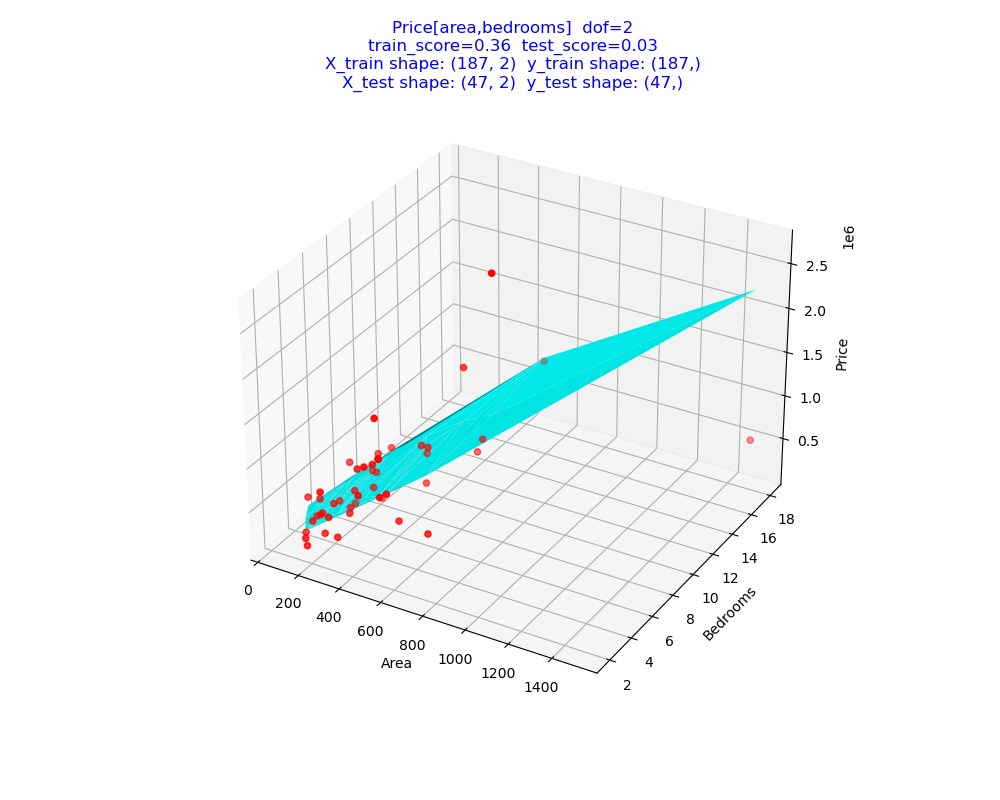 Price[area,bedrooms]  dof=2
train_score=0.36  test_score=0.03
X_train shape: (187, 2)  y_train shape: (187,)
X_test shape: (47, 2)  y_test shape: (47,)
1e6
2.5
2.0
1.5
1.0
0.5
Price
18
16
14
12
10
8
6
4
2
Bedrooms
0
200
400
600
800
1000
1200
1400
Area